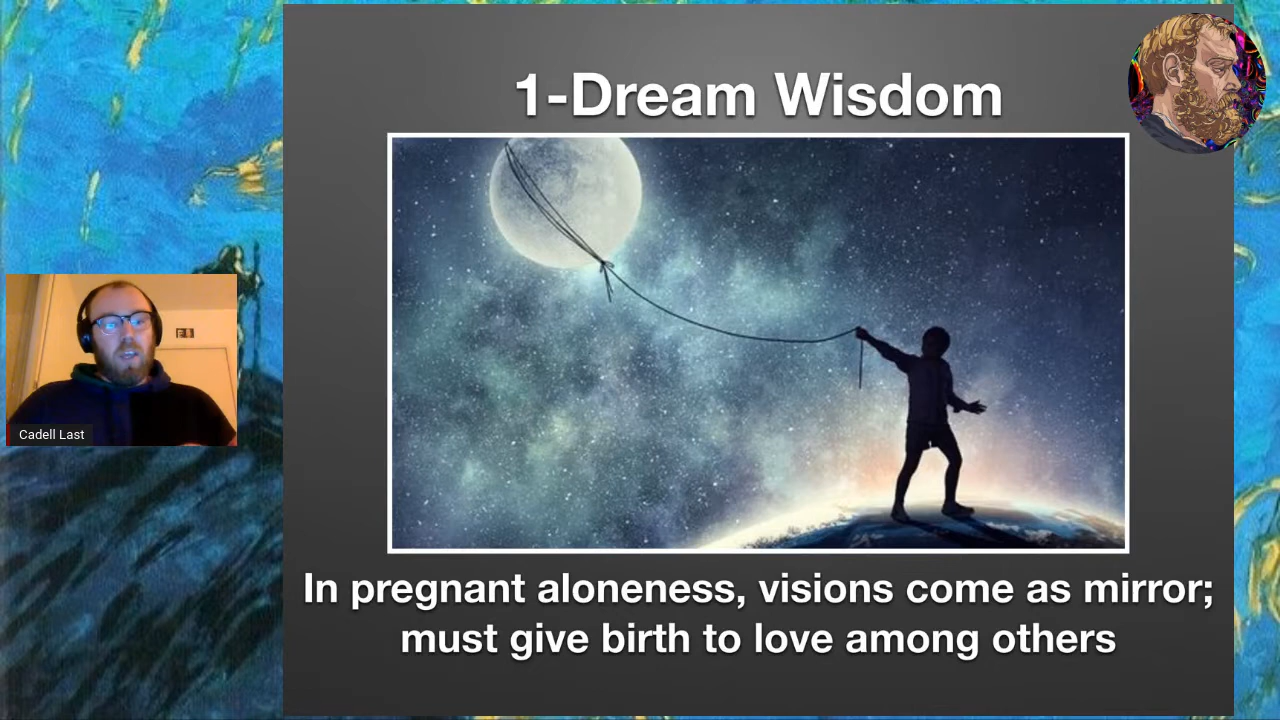 1-Dream Wisdom
Cadell Last
In pregnant aloneness, visions come as mirror;
must give birth to love among others